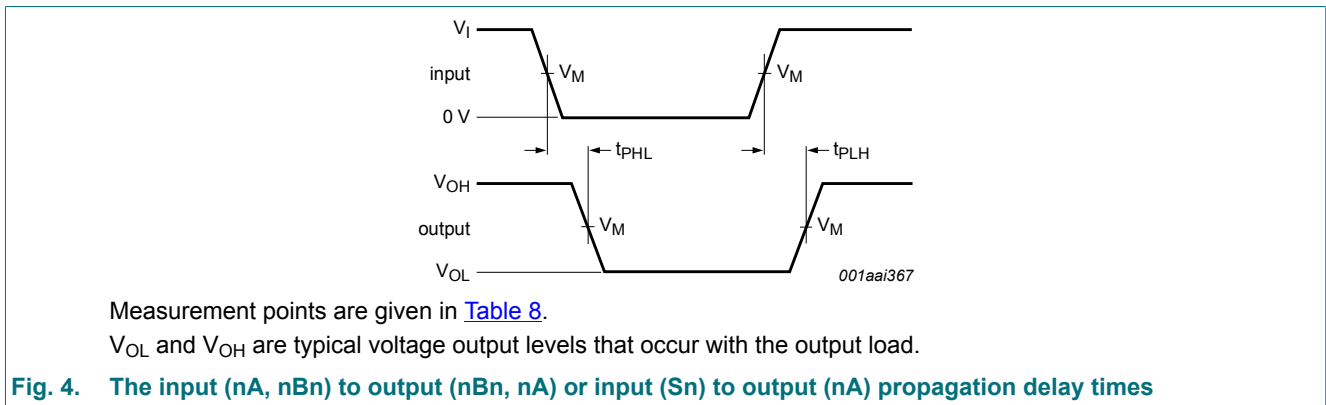 VI
VM
VM
input
0 V
tPHL
tPLH
VOH
VM
VM
output
VOL
001aai367
Measurement points are given in Table 8.
VOL and VOH are typical voltage output levels that occur with the output load.
Fig. 4. The input (nA, nBn) to output (nBn, nA) or input (Sn) to output (nA) propagation delay times